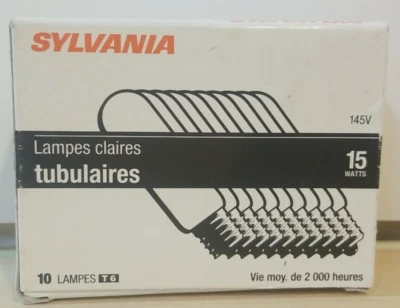 SYLVANIA
145V
Lampes claires
tubulaires
15
WATTS
10 LAMPES T6
Vie moy. de 2 000 heures